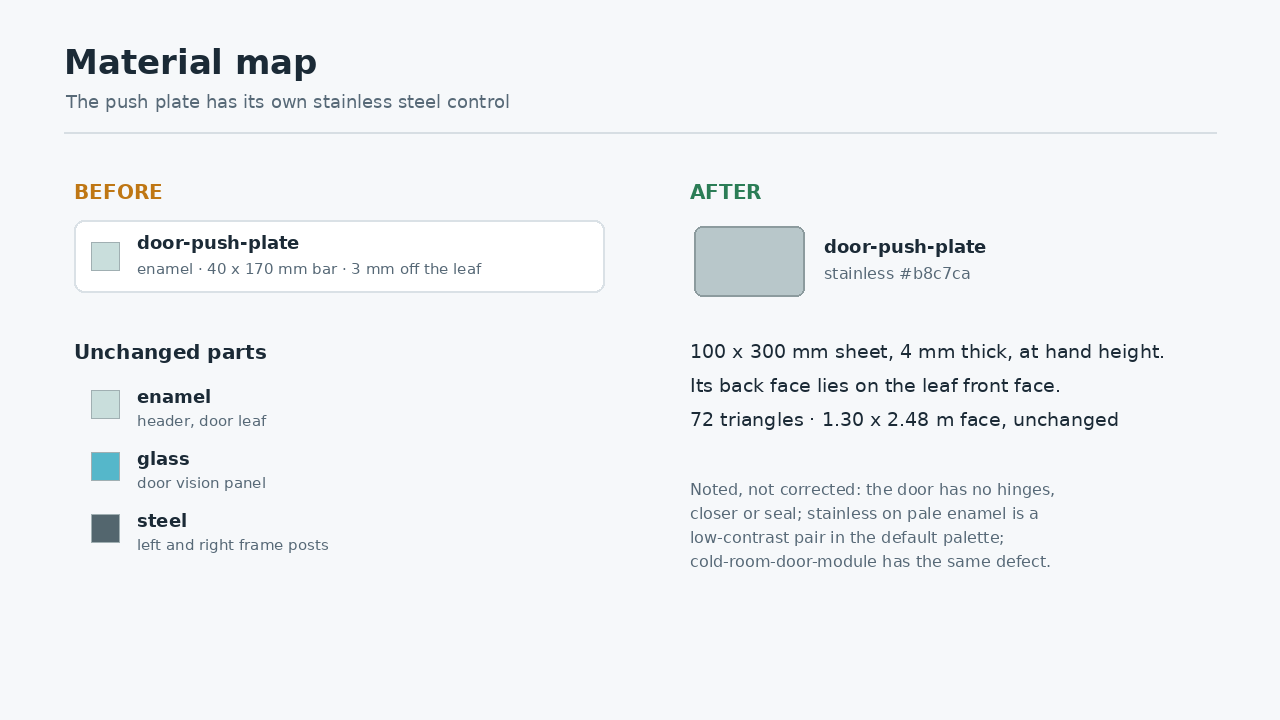 Material map
The push plate has its own stainless steel control
BEFORE
door-push-plate
enamel · 40 x 170 mm bar · 3 mm off the leaf
Unchanged parts
enamel
header, door leaf
glass
door vision panel
steel
left and right frame posts
AFTER
door-push-plate
stainless #b8c7ca
100 x 300 mm sheet, 4 mm thick, at hand height.
Its back face lies on the leaf front face.
72 triangles · 1.30 x 2.48 m face, unchanged
Noted, not corrected: the door has no hinges,
closer or seal; stainless on pale enamel is a
low-contrast pair in the default palette;
cold-room-door-module has the same defect.